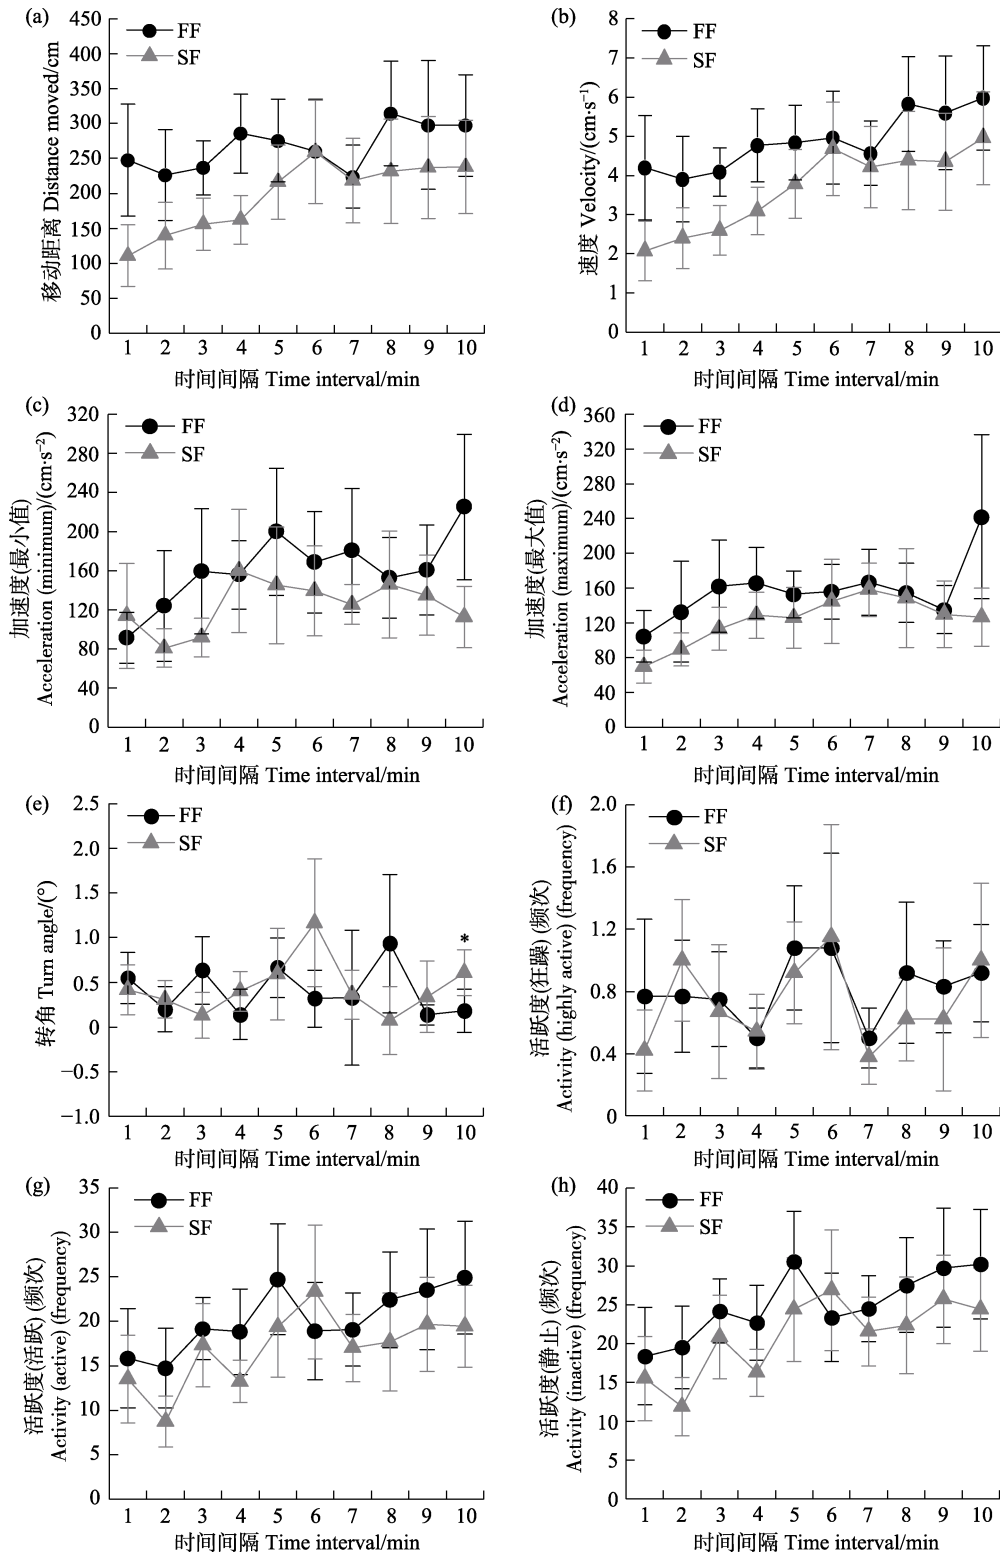 (a)
450
400
350
300
250
200
150
100
50
0
移动距离 Distance moved/cm
FF
SF
1 2 3 4 5 6 7 8 9 10
时间间隔 Time interval/min
(b)
8
7
6
5
4
3
2
1
0
速度 Velocity/(cm·s⁻¹)
FF
SF
1 2 3 4 5 6 7 8 9 10
时间间隔 Time interval/min
(c)
320
280
240
200
160
120
80
40
0
加速度(最小值)
Acceleration (minimum)/(cm·s⁻²)
FF
SF
1 2 3 4 5 6 7 8 9 10
时间间隔 Time interval/min
(d)
360
320
280
240
200
160
120
80
40
0
加速度(最大值)
Acceleration (maximum)/(cm·s⁻²)
FF
SF
1 2 3 4 5 6 7 8 9 10
时间间隔 Time interval/min
(e)
2.5
2.0
1.5
1.0
0.5
0
−0.5
−1.0
转角 Turn angle/(°)
FF
SF
*
1 2 3 4 5 6 7 8 9 10
时间间隔 Time interval/min
(f)
2.0
1.6
1.2
0.8
0.4
0
活跃度(狂躁) (频次)
Activity (highly active) (frequency)
FF
SF
1 2 3 4 5 6 7 8 9 10
时间间隔 Time interval/min
(g)
35
30
25
20
15
10
5
0
活跃度(活跃) (频次)
Activity (active) (frequency)
FF
SF
1 2 3 4 5 6 7 8 9 10
时间间隔 Time interval/min
(h)
40
35
30
25
20
15
10
5
0
活跃度(静止) (频次)
Activity (inactive) (frequency)
FF
SF
1 2 3 4 5 6 7 8 9 10
时间间隔 Time interval/min